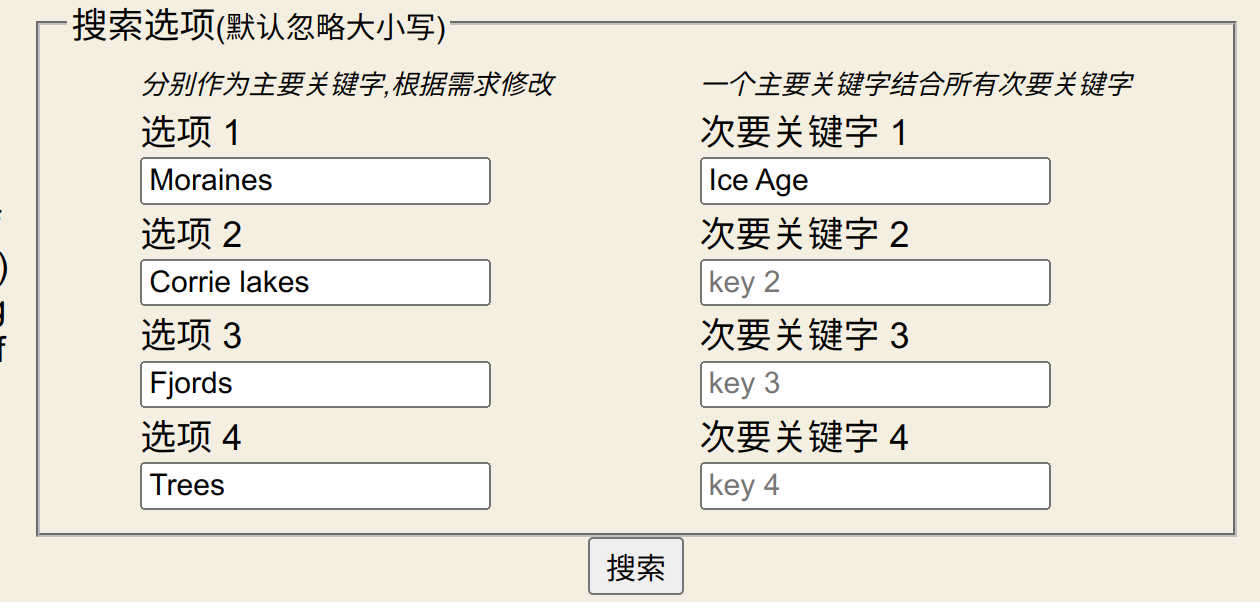 搜索选项(默认忽略大小写)
分别作为主要关键字,根据需求修改
选项 1
Moraines
选项 2
Corrie lakes
选项 3
Fjords
选项 4
Trees
一个主要关键字结合所有次要关键字
次要关键字 1
Ice Age
次要关键字 2
key 2
次要关键字 3
key 3
次要关键字 4
key 4
搜索
)
g
f